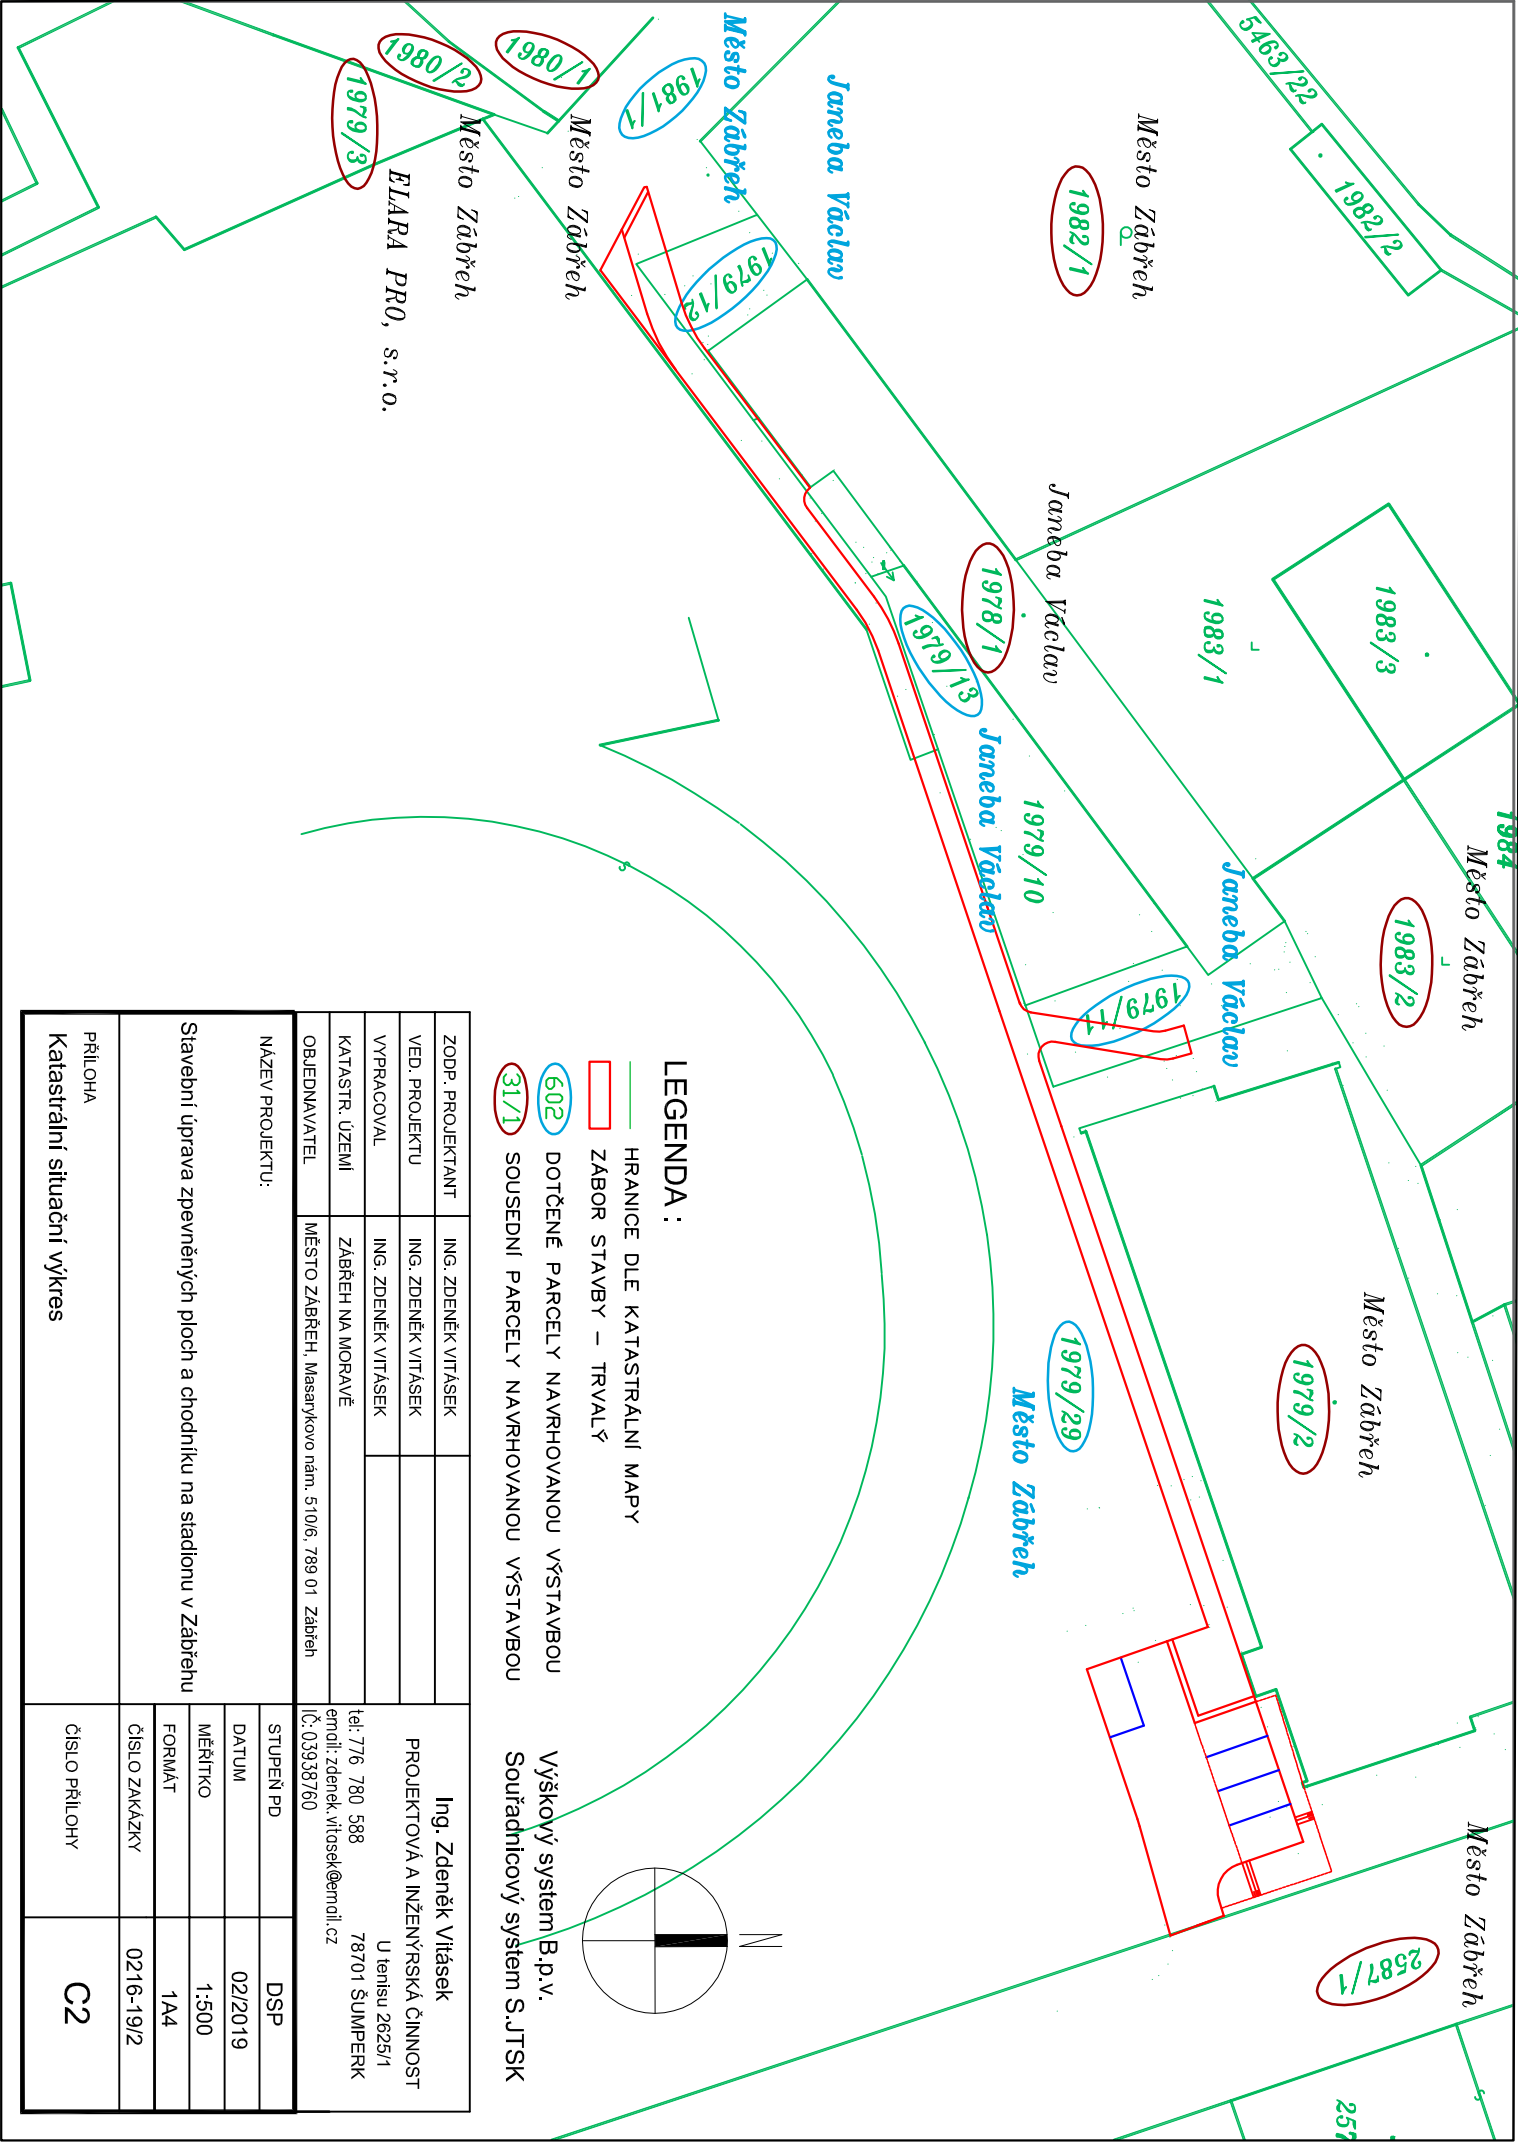 5463/22
1982/2
Město Zábřeh
1982/1
Janeba Václav
Město Zábřeh
1981/1
1980/1
1980/2
1979/3
Město Zábřeh
Město Zábřeh
ELARA PRO, s.r.o.
1979/12
1983/3
1983/1
Janeba Václav
1978/1
1979/13
Janeba Václav
1979/10
1984
Město Zábřeh
1983/2
Janeba Václav
1979/11
Město Zábřeh
1979/2
1979/29
Město Zábřeh
Město Zábřeh
2587/1
257
LEGENDA :
HRANICE DLE KATASTRÁLNÍ MAPY
ZÁBOR STAVBY – TRVALÝ
602 DOTČENÉ PARCELY NAVRHOVANOU VÝSTAVBOU
31/1 SOUSEDNÍ PARCELY NAVRHOVANOU VÝSTAVBOU
Výškový system B.p.v.
Souřadnicový system S.JTSK
N
ZODP. PROJEKTANT ING. ZDENĚK VITÁSEK
VED. PROJEKTU ING. ZDENĚK VITÁSEK
VYPRACOVAL ING. ZDENĚK VITÁSEK
KATASTR. ÚZEMÍ ZÁBŘEH NA MORAVĚ
OBJEDNAVATEL MĚSTO ZÁBŘEH, Masarykovo nám. 510/6, 789 01 Zábřeh
Ing. Zdeněk Vitásek
PROJEKTOVÁ A INŽENÝRSKÁ ČINNOST
U tenisu 2625/1
tel: 776 780 588 78701 ŠUMPERK
email: zdenek.vitasek@email.cz
IČ: 03938760
NÁZEV PROJEKTU:
Stavební úprava zpevněných ploch a chodníku na stadionu v Zábřehu
STUPEŇ PD DSP
DATUM 02/2019
MĚŘÍTKO 1:500
FORMÁT 1A4
ČÍSLO ZAKÁZKY 0216-19/2
PŘÍLOHA
Katastrální situační výkres
ČÍSLO PŘÍLOHY C2